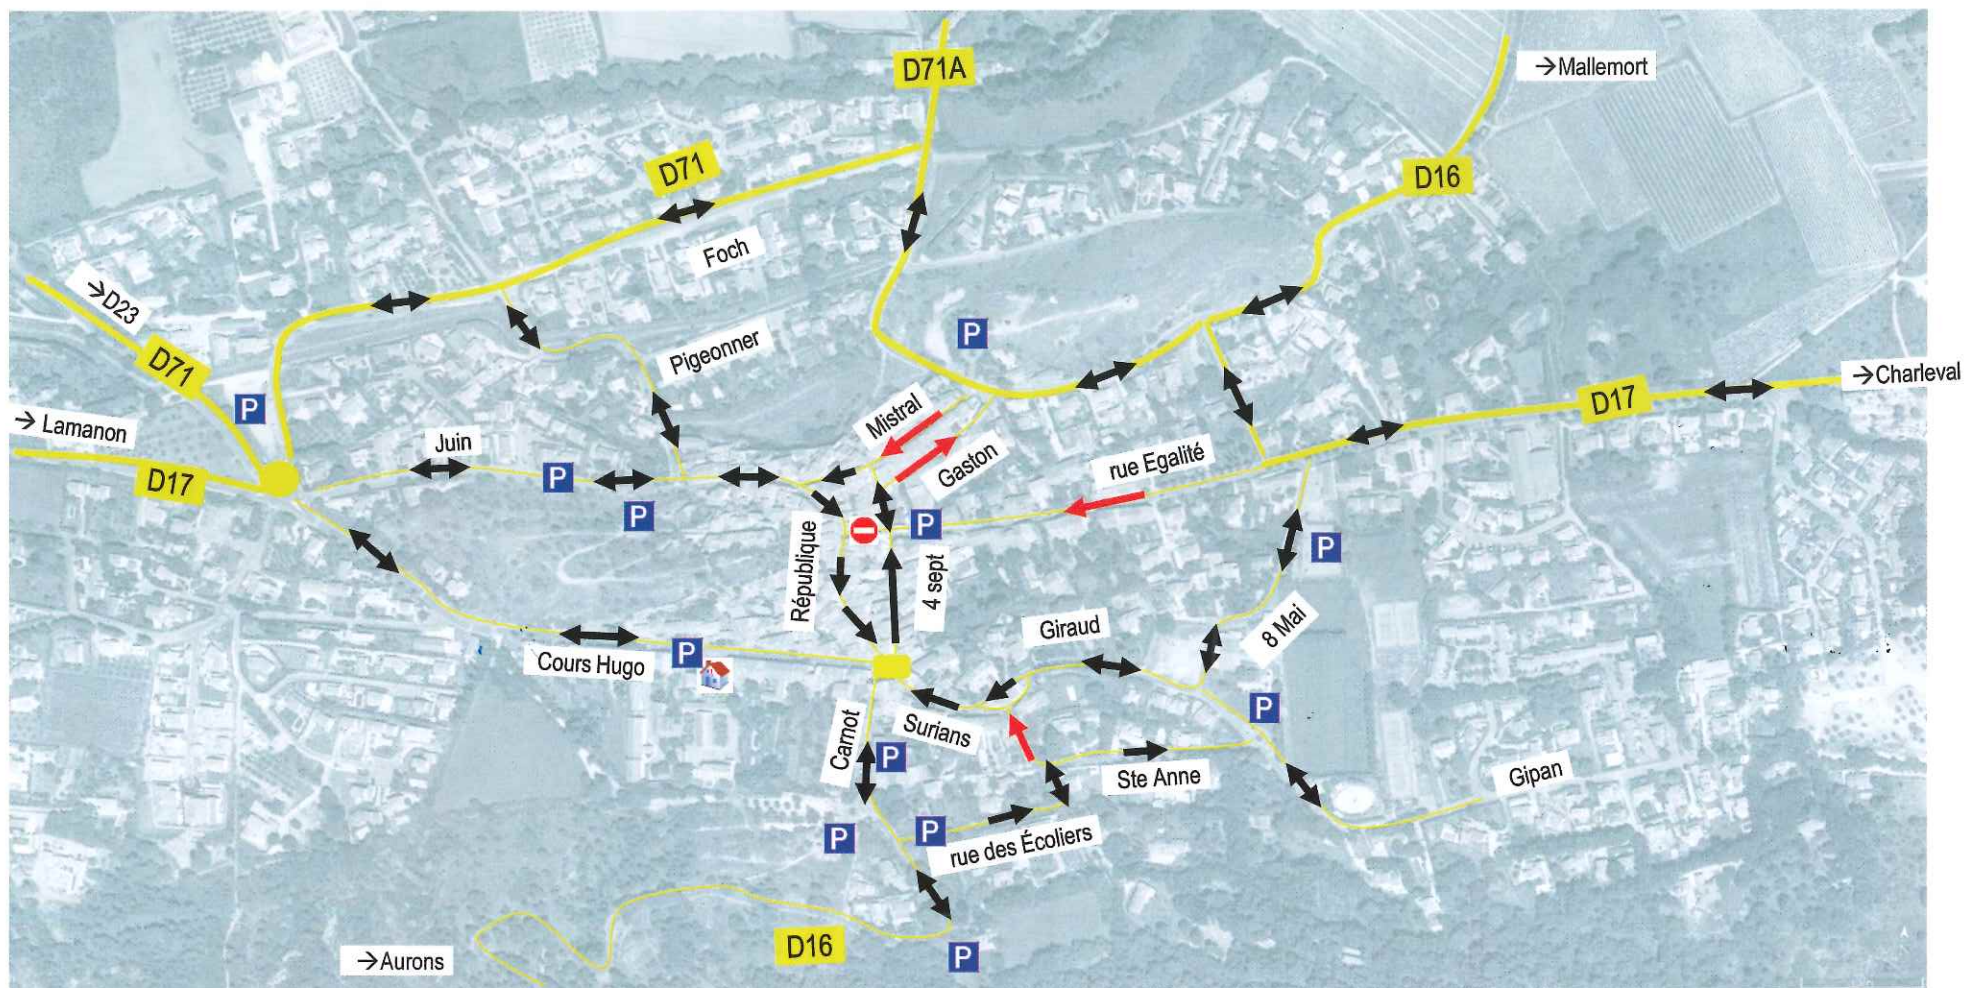 D71A
→Mallemort
D71
D16
Foch
→D23
P
Pigeonner
D71
→Charleval
P
D17
Mistral
→ Lamanon
Juin
Gaston
rue Egalité
P
D17
P
P
P
République
4 sept
Giraud
8 Mai
P
Cours Hugo
P
Carnot
Surians
P
Ste Anne
Gipan
P
P
rue des Écoliers
D16
P
→Aurons